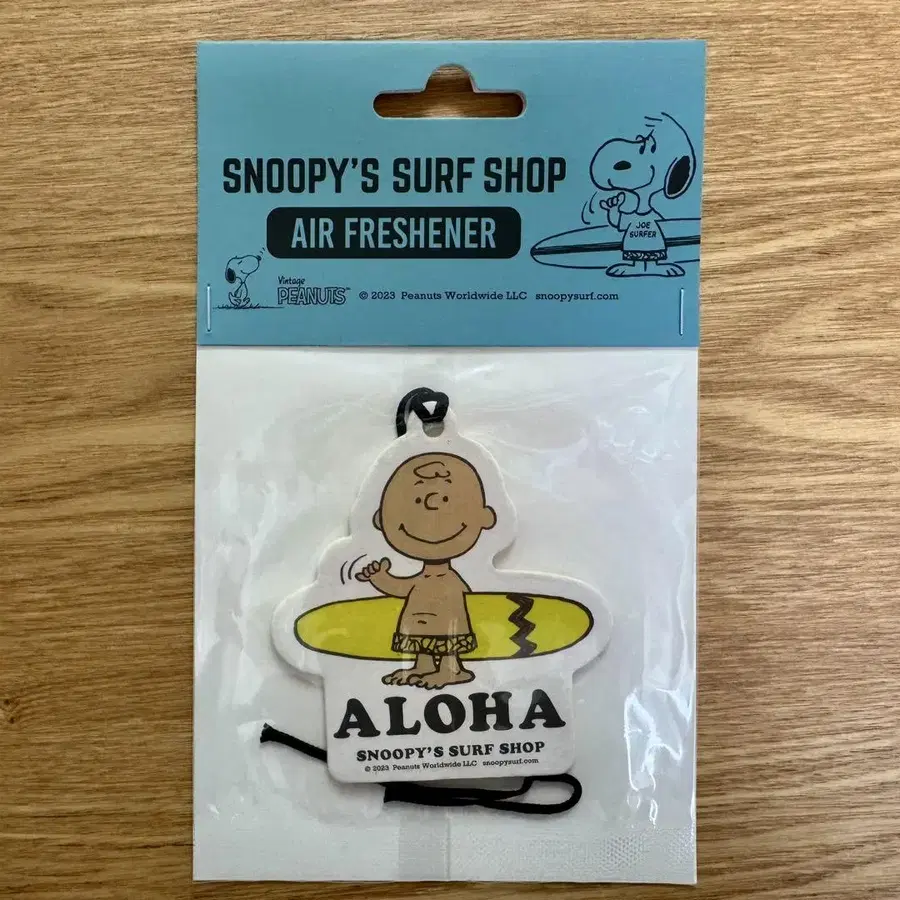 SNOOPY'S SURF SHOP
AIR FRESHENER
JOE
SURFER
Vintage
PEANUTS™ © 2023 Peanuts Worldwide LLC snoopysurf.com
ALOHA
SNOOPY'S SURF SHOP
© 2023 Peanuts Worldwide LLC snoopysurf.com